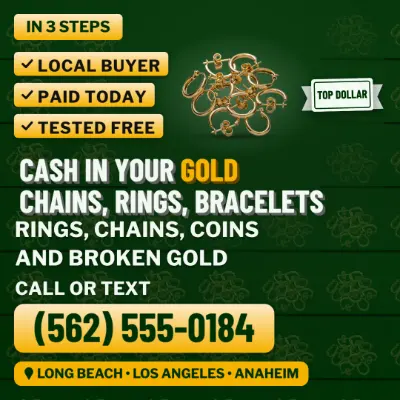 IN 3 STEPS
✓ LOCAL BUYER
✓ PAID TODAY
✓ TESTED FREE
TOP DOLLAR
CASH IN YOUR GOLD
CHAINS, RINGS, BRACELETS
RINGS, CHAINS, COINS
AND BROKEN GOLD
CALL OR TEXT
(562) 555-0184
LONG BEACH • LOS ANGELES • ANAHEIM